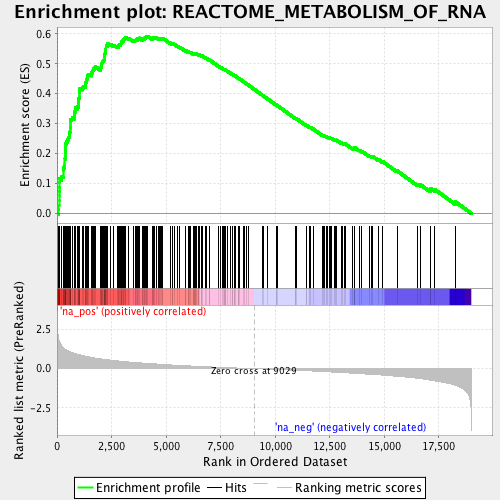 Enrichment plot: REACTOME_METABOLISM_OF_RNA
Enrichment score (ES)
0.6
0.5
0.4
0.3
0.2
0.1
0.0
'na_pos' (positively correlated)
Ranked list metric (PreRanked)
2.5
0.0
-2.5
Zero cross at 9029
'na_neg' (negatively correlated)
0
2,500
5,000
7,500
10,000
12,500
15,000
17,500
Rank in Ordered Dataset
Enrichment profile
Hits
Ranking metric scores